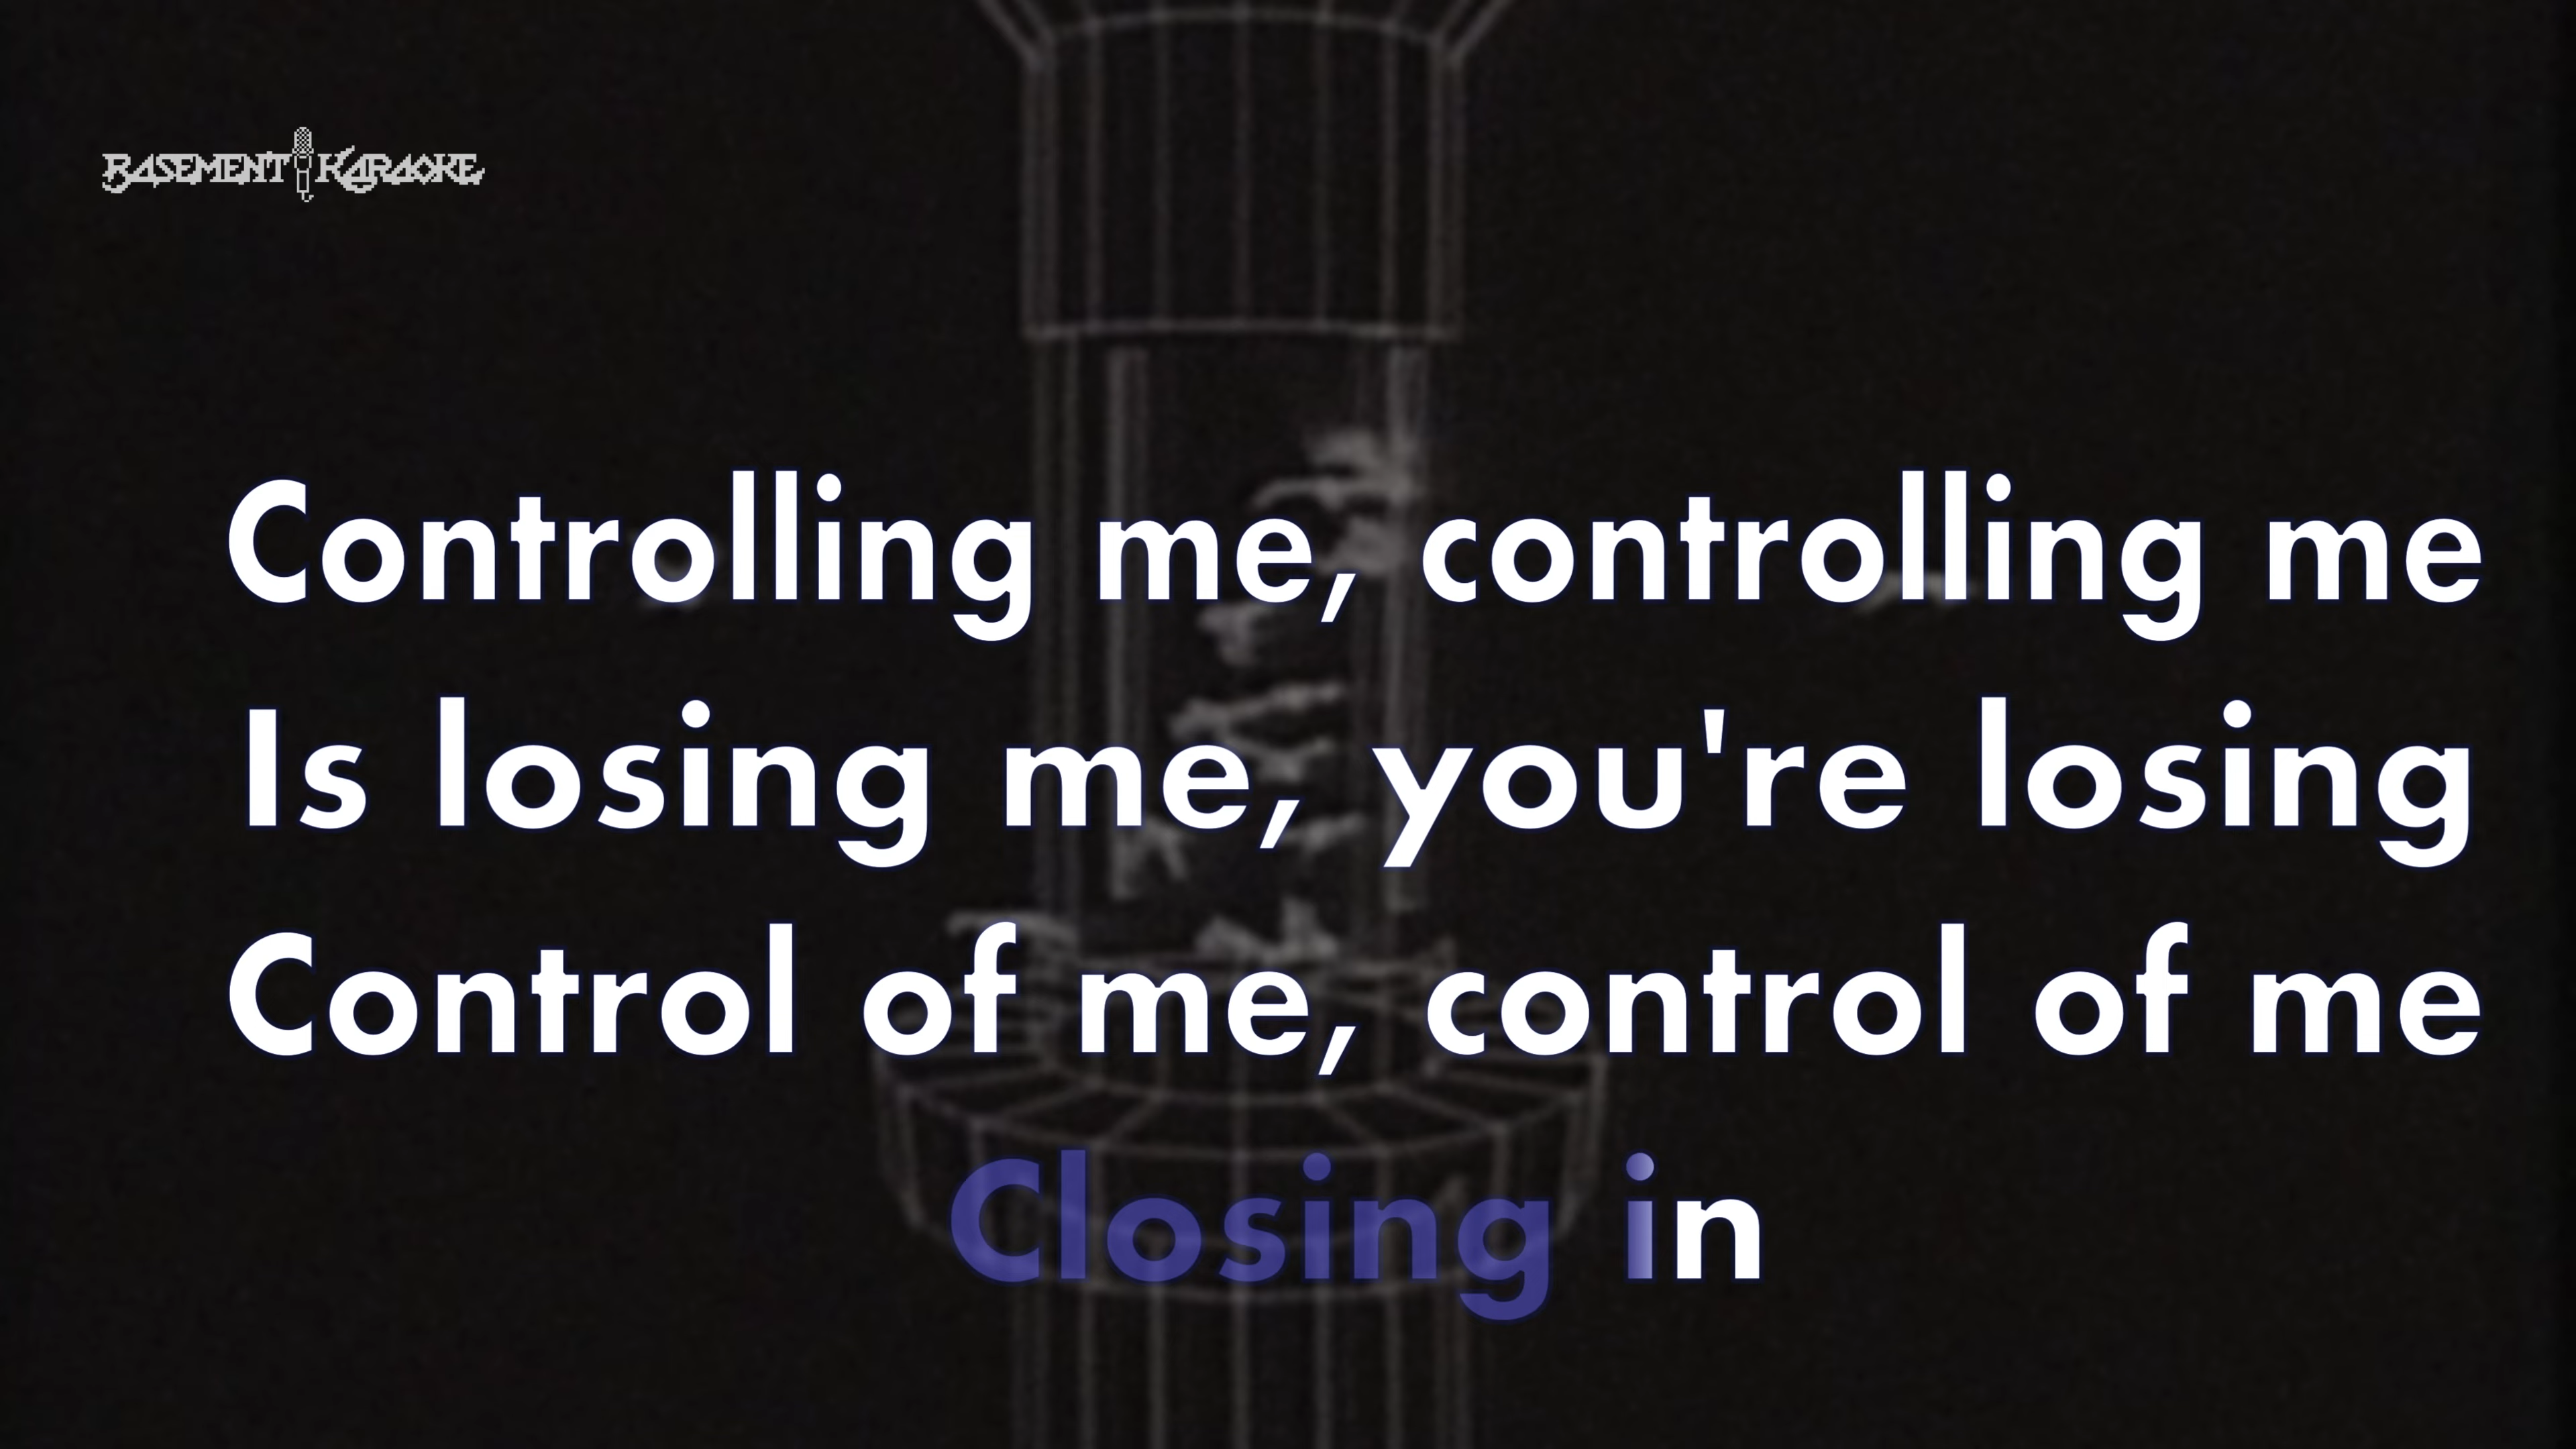 BASEMENT KARAOKE
Controlling me, controlling me
Is losing me, you're losing
Control of me, control of me
Closing in